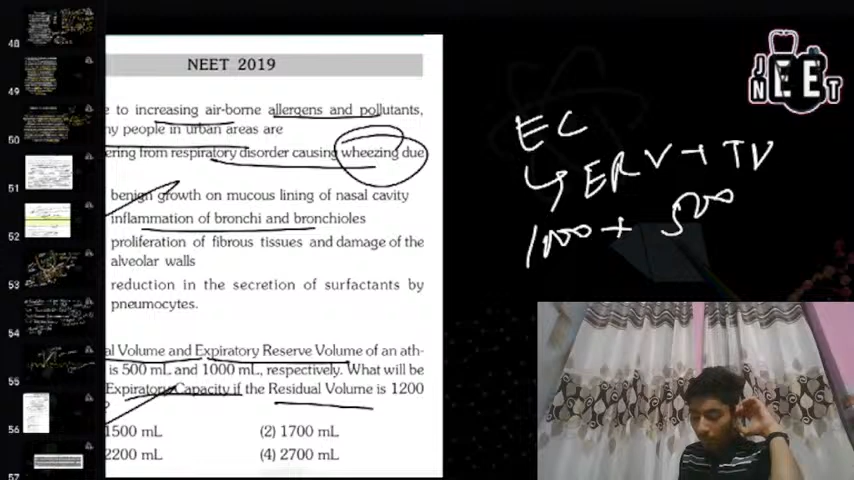 NEET 2019
e to increasing air-borne allergens and pollutants,
ny people in urban areas are
ering from respiratory disorder causing wheezing due
benign growth on mucous lining of nasal cavity
inflammation of bronchi and bronchioles
proliferation of fibrous tissues and damage of the
alveolar walls
reduction in the secretion of surfactants by
pneumocytes.
al Volume and Expiratory Reserve Volume of an ath-
is 500 mL and 1000 mL, respectively. What will be
Expiratory Capacity if the Residual Volume is 1200
1500 mL (2) 1700 mL
2200 mL (4) 2700 mL
EC
↳ ERV + TV
1000 + 500
J NEET
48
49
50
51
52
53
54
55
56
57